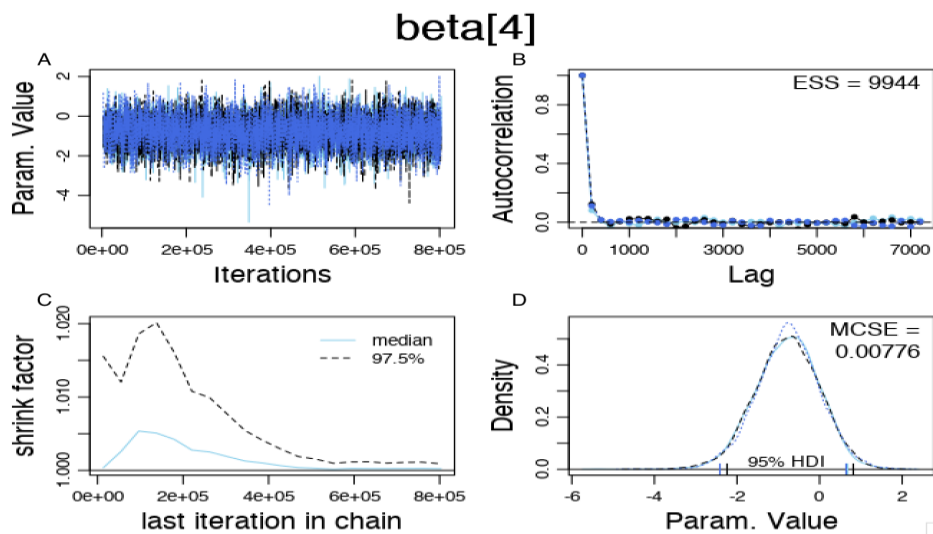 beta[4]
A
Param. Value
2
0
-2
-4
0e+00 2e+05 4e+05 6e+05 8e+05
Iterations
B
Autocorrelation
0.8
0.4
0.0
ESS = 9944
0 1000 3000 5000 7000
Lag
C
shrink factor
1.020
1.010
1.000
median
97.5%
0e+00 2e+05 4e+05 6e+05 8e+05
last iteration in chain
D
Density
0.4
0.2
0.0
MCSE =
0.00776
95% HDI
-6 -4 -2 0 2
Param. Value